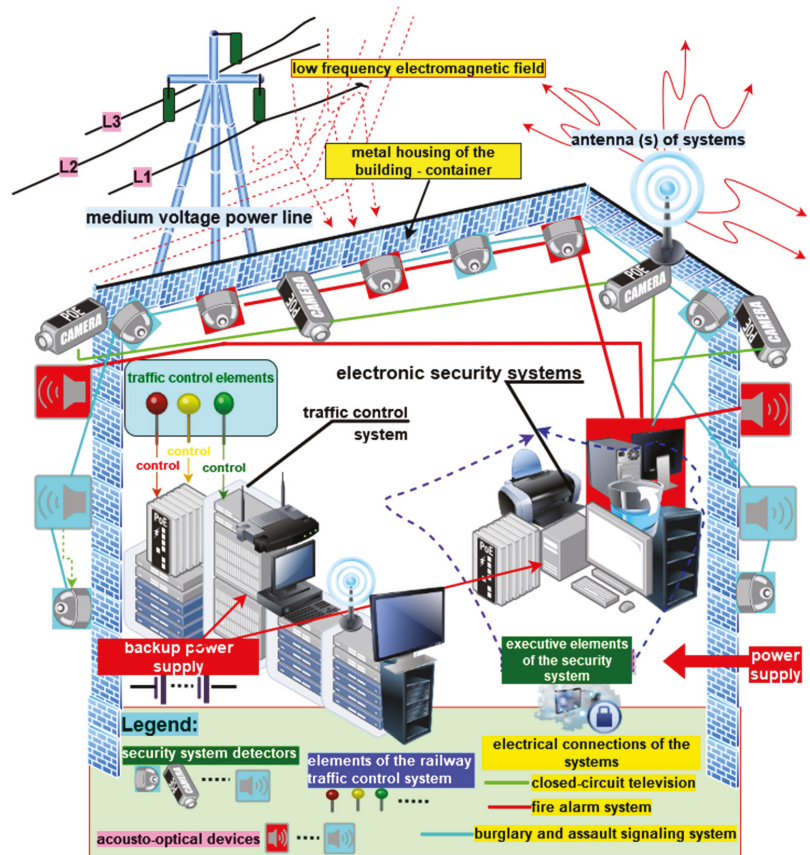 low frequency electromagnetic field
L3
L2
L1
antenna (s) of systems
metal housing of the
building - container
medium voltage power line
POE
CAMERA
POE
CAMERA
POE
CAMERA
POE
CAMERA
traffic control elements
electronic security systems
traffic control
system
control
control
control
PoE
PoE
backup power
supply
executive elements
of the security
system
power
supply
Legend:
security system detectors
CAMERA
elements of the railway
traffic control system
electrical connections of the
systems
closed-circuit television
fire alarm system
acousto-optical devices
burglary and assault signaling system